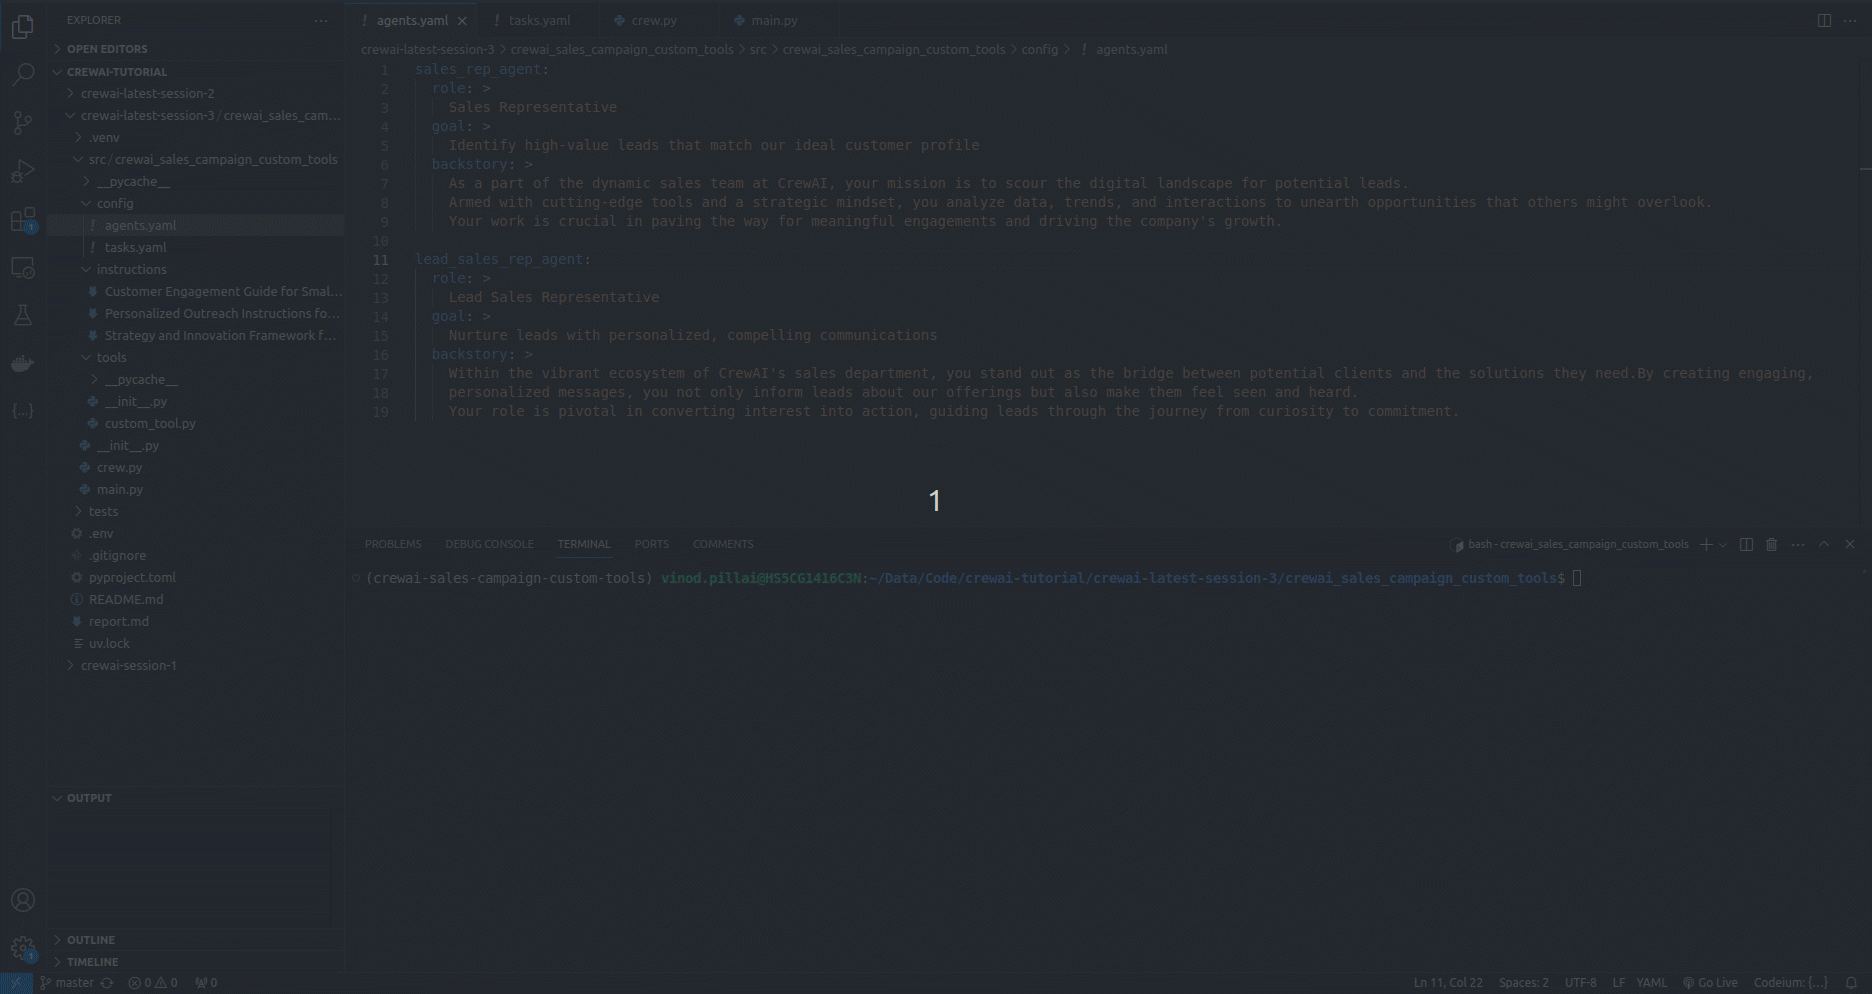 EXPLORER
OPEN EDITORS
CREWAI-TUTORIAL
crewai-latest-session-2
crewai-latest-session-3 / crewai_sales_cam...
.venv
src / crewai_sales_campaign_custom_tools
__pycache__
config
! agents.yaml
! tasks.yaml
instructions
Customer Engagement Guide for Smal...
Personalized Outreach Instructions fo...
Strategy and Innovation Framework f...
tools
__pycache__
__init__.py
custom_tool.py
__init__.py
crew.py
main.py
tests
.env
.gitignore
pyproject.toml
README.md
report.md
uv.lock
crewai-session-1
OUTPUT
OUTLINE
TIMELINE
! agents.yaml ! tasks.yaml crew.py main.py
crewai-latest-session-3 > crewai_sales_campaign_custom_tools > src > crewai_sales_campaign_custom_tools > config > ! agents.yaml
1 sales_rep_agent:
2 role: >
3 Sales Representative
4 goal: >
5 Identify high-value leads that match our ideal customer profile
6 backstory: >
7 As a part of the dynamic sales team at CrewAI, your mission is to scour the digital landscape for potential leads.
8 Armed with cutting-edge tools and a strategic mindset, you analyze data, trends, and interactions to unearth opportunities that others might overlook.
9 Your work is crucial in paving the way for meaningful engagements and driving the company's growth.
10
11 lead_sales_rep_agent:
12 role: >
13 Lead Sales Representative
14 goal: >
15 Nurture leads with personalized, compelling communications
16 backstory: >
17 Within the vibrant ecosystem of CrewAI's sales department, you stand out as the bridge between potential clients and the solutions they need.By creating engaging,
18 personalized messages, you not only inform leads about our offerings but also make them feel seen and heard.
19 Your role is pivotal in converting interest into action, guiding leads through the journey from curiosity to commitment.
1
PROBLEMS DEBUG CONSOLE TERMINAL PORTS COMMENTS
bash - crewai_sales_campaign_custom_tools
(crewai-sales-campaign-custom-tools) vinod.pillai@HS5CG1416C3N:~/Data/Code/crewai-tutorial/crewai-latest-session-3/crewai_sales_campaign_custom_tools$
master 0 0 0
Ln 11, Col 22 Spaces: 2 UTF-8 LF YAML Go Live Codeium: {...}